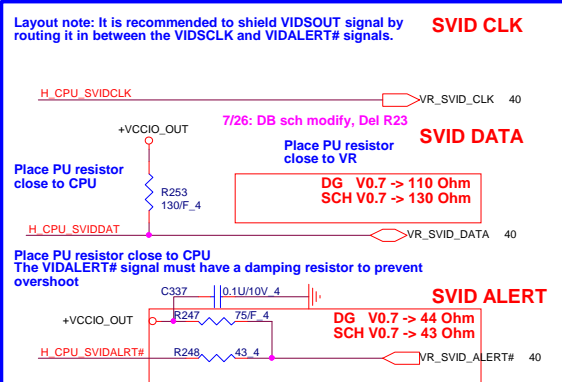 Layout note: It is recommended to shield VIDSOUT signal by
routing it in between the VIDSCLK and VIDALERT# signals.
SVID CLK
H_CPU_SVIDCLK
VR_SVID_CLK 40
7/26: DB sch modify, Del R23
+VCCIO_OUT
SVID DATA
Place PU resistor
close to VR
Place PU resistor
close to CPU
R253
130/F_4
DG V0.7 -> 110 Ohm
SCH V0.7 -> 130 Ohm
H_CPU_SVIDDAT
VR_SVID_DATA 40
Place PU resistor close to CPU
The VIDALERT# signal must have a damping resistor to prevent
overshoot
C337 0.1U/10V_4
SVID ALERT
+VCCIO_OUT
R247 75/F_4
DG V0.7 -> 44 Ohm
SCH V0.7 -> 43 Ohm
H_CPU_SVIDALRT#
R248 43_4
VR_SVID_ALERT# 40